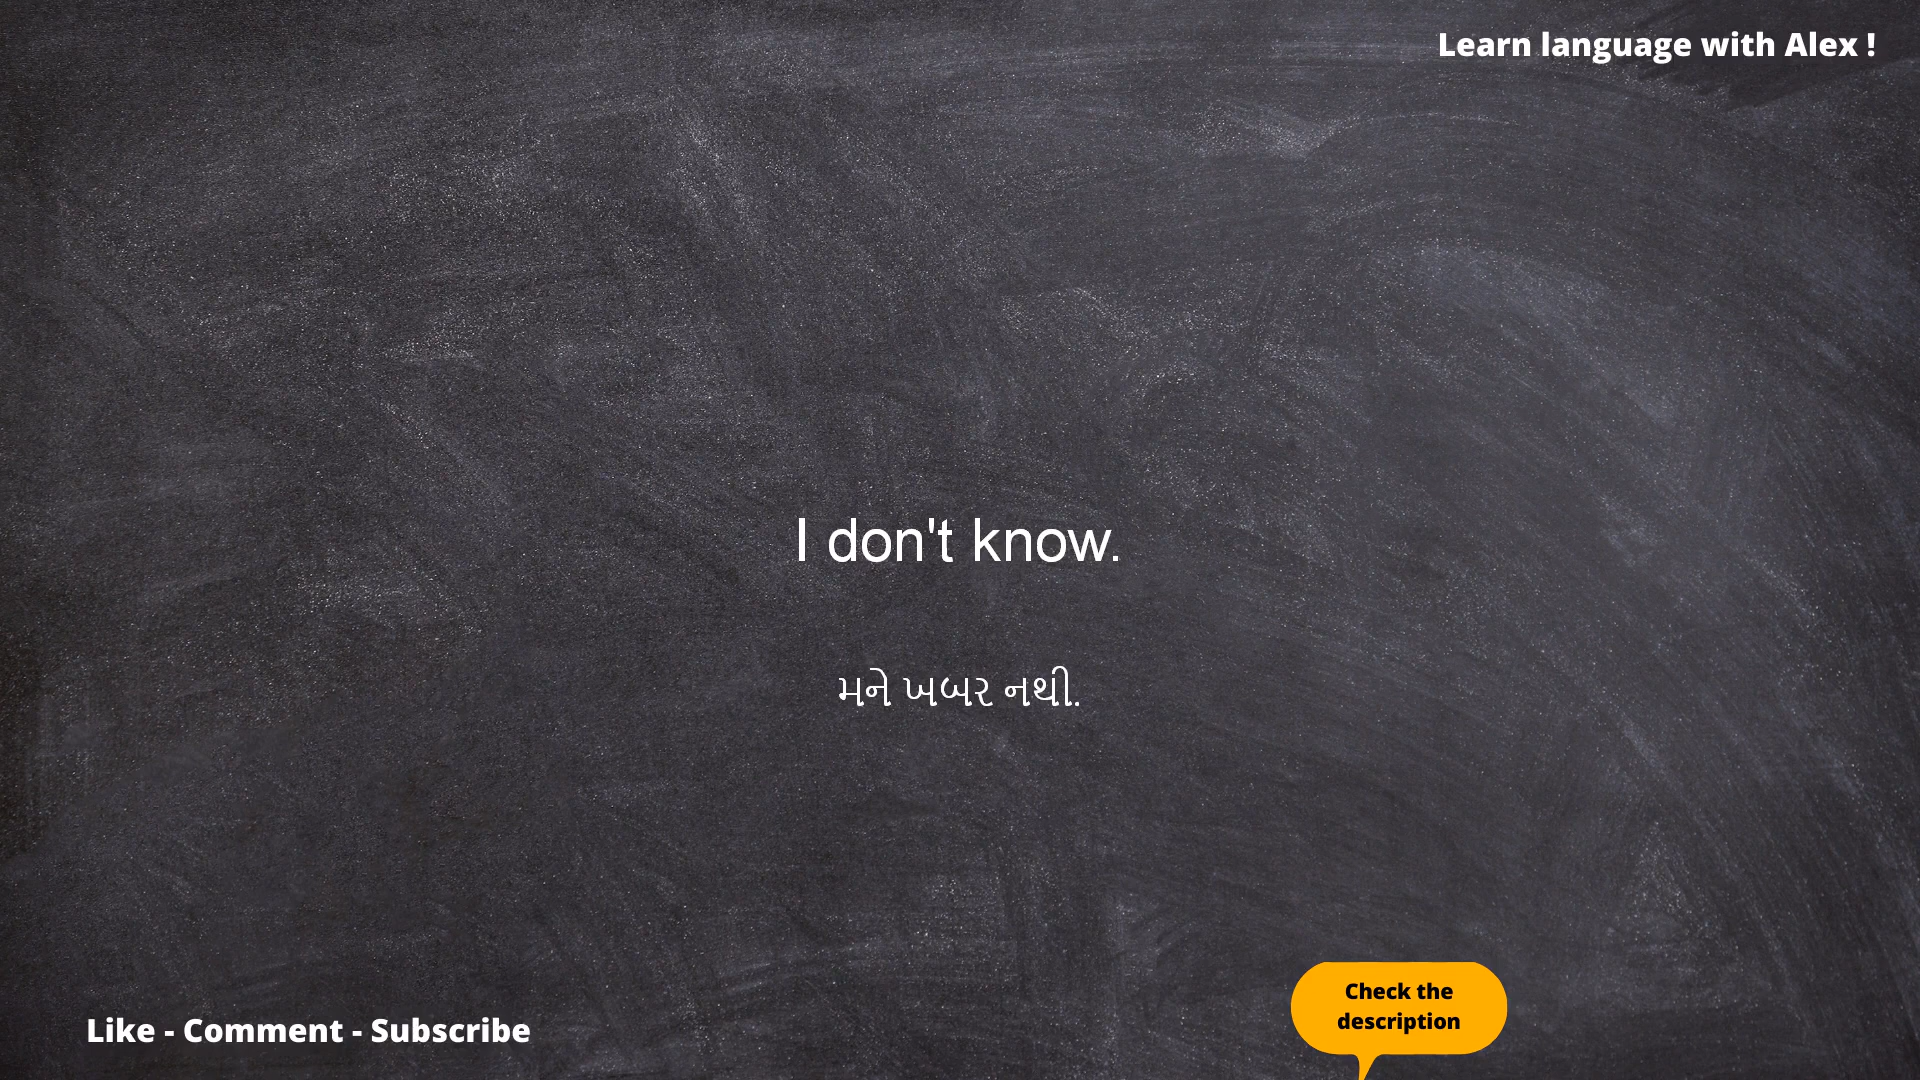 Learn language with Alex !
I don't know.
મને ખબર નથી.
Check the
description
Like - Comment - Subscribe